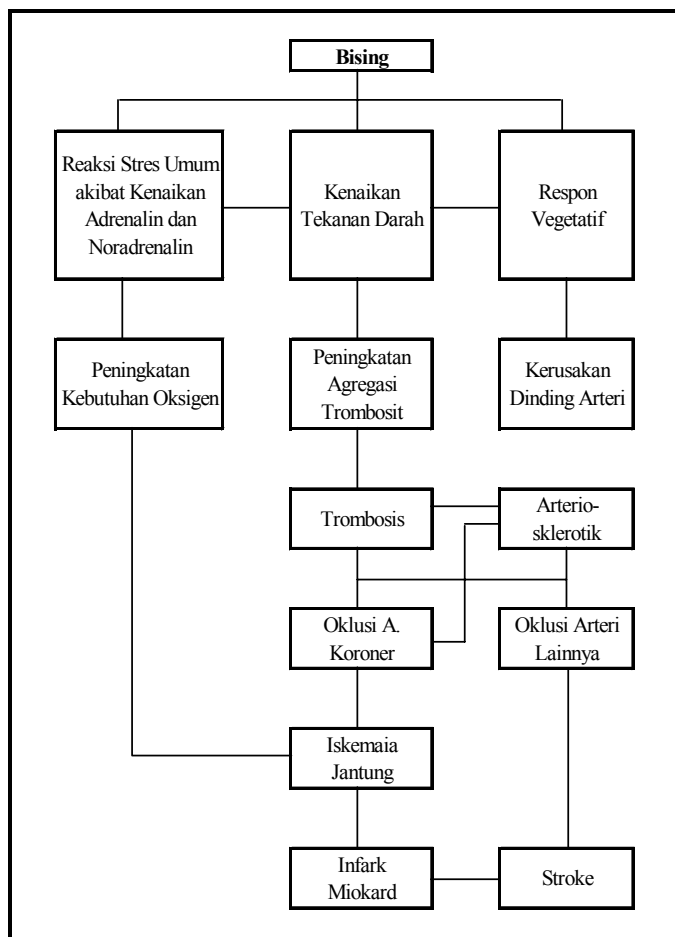 Bising
Reaksi Stres Umum
akibat Kenaikan
Adrenalin dan
Noradrenalin
Kenaikan
Tekanan Darah
Respon
Vegetatif
Peningkatan
Kebutuhan Oksigen
Peningkatan
Agregasi
Trombosit
Kerusakan
Dinding Arteri
Trombosis
Arterio-
sklerotik
Oklusi A.
Koroner
Oklusi Arteri
Lainnya
Iskemaia
Jantung
Infark
Miokard
Stroke